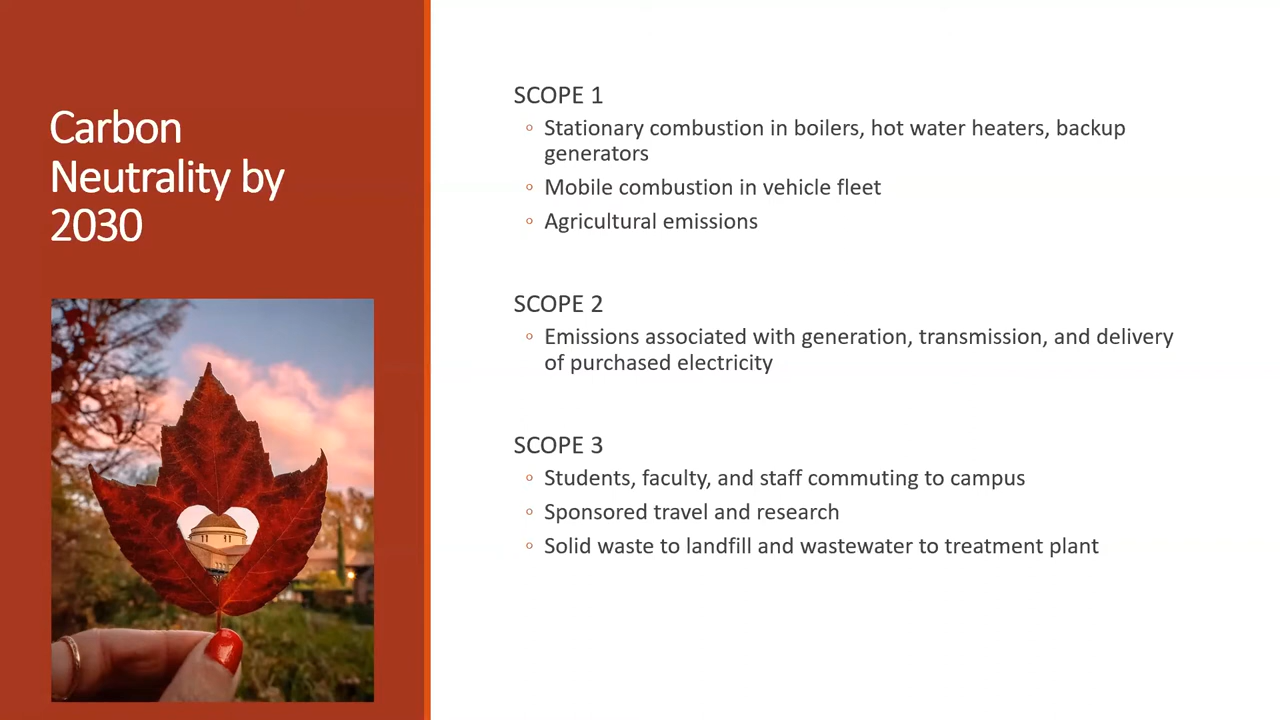 Carbon
Neutrality by
2030
SCOPE 1
Stationary combustion in boilers, hot water heaters, backup
generators
Mobile combustion in vehicle fleet
Agricultural emissions
SCOPE 2
Emissions associated with generation, transmission, and delivery
of purchased electricity
SCOPE 3
Students, faculty, and staff commuting to campus
Sponsored travel and research
Solid waste to landfill and wastewater to treatment plant